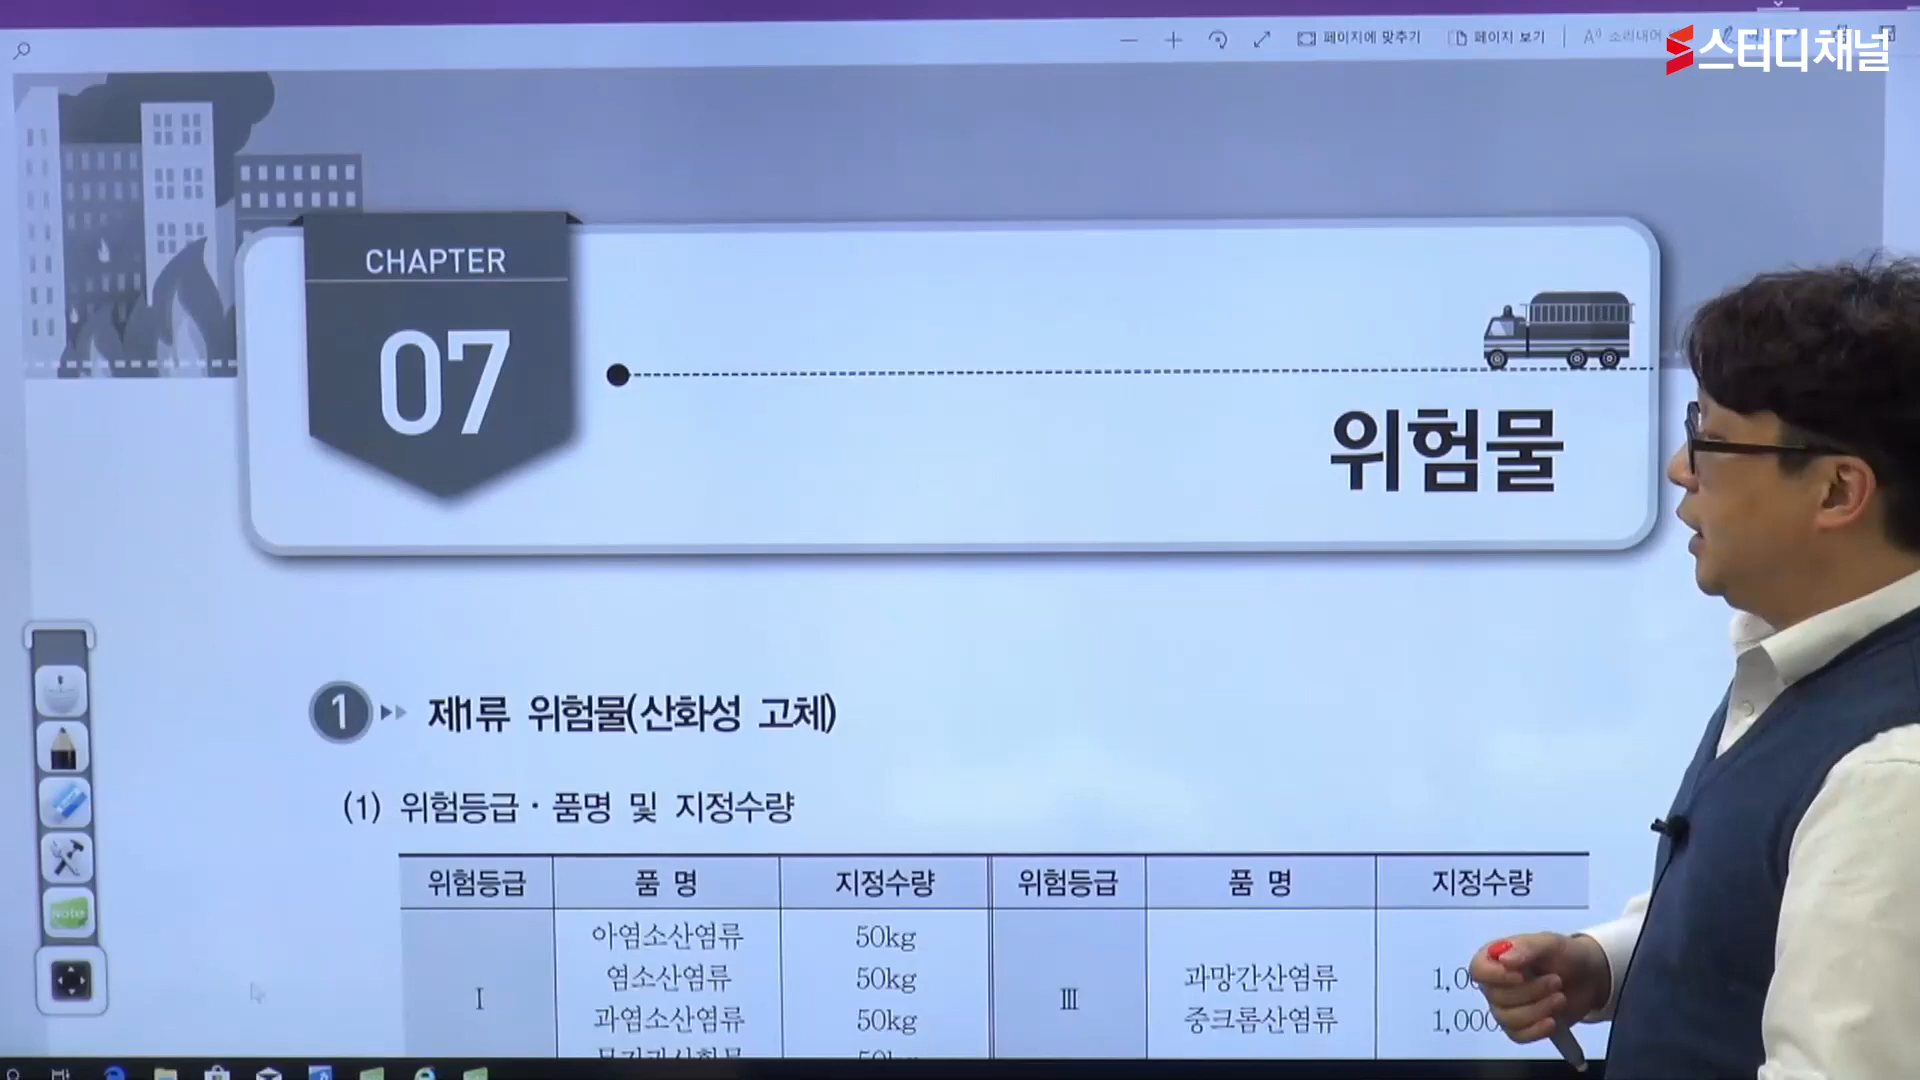 페이지에 맞추기
페이지 보기
소리내어
스터디채널
CHAPTER
07
위험물
1 제1류 위험물(산화성 고체)
(1) 위험등급·품명 및 지정수량
위험등급 품 명 지정수량 위험등급 품 명 지정수량
아염소산염류 50kg
염소산염류 50kg 과망간산염류
Ⅰ Ⅲ
과염소산염류 50kg 중크롬산염류 1,000
Note